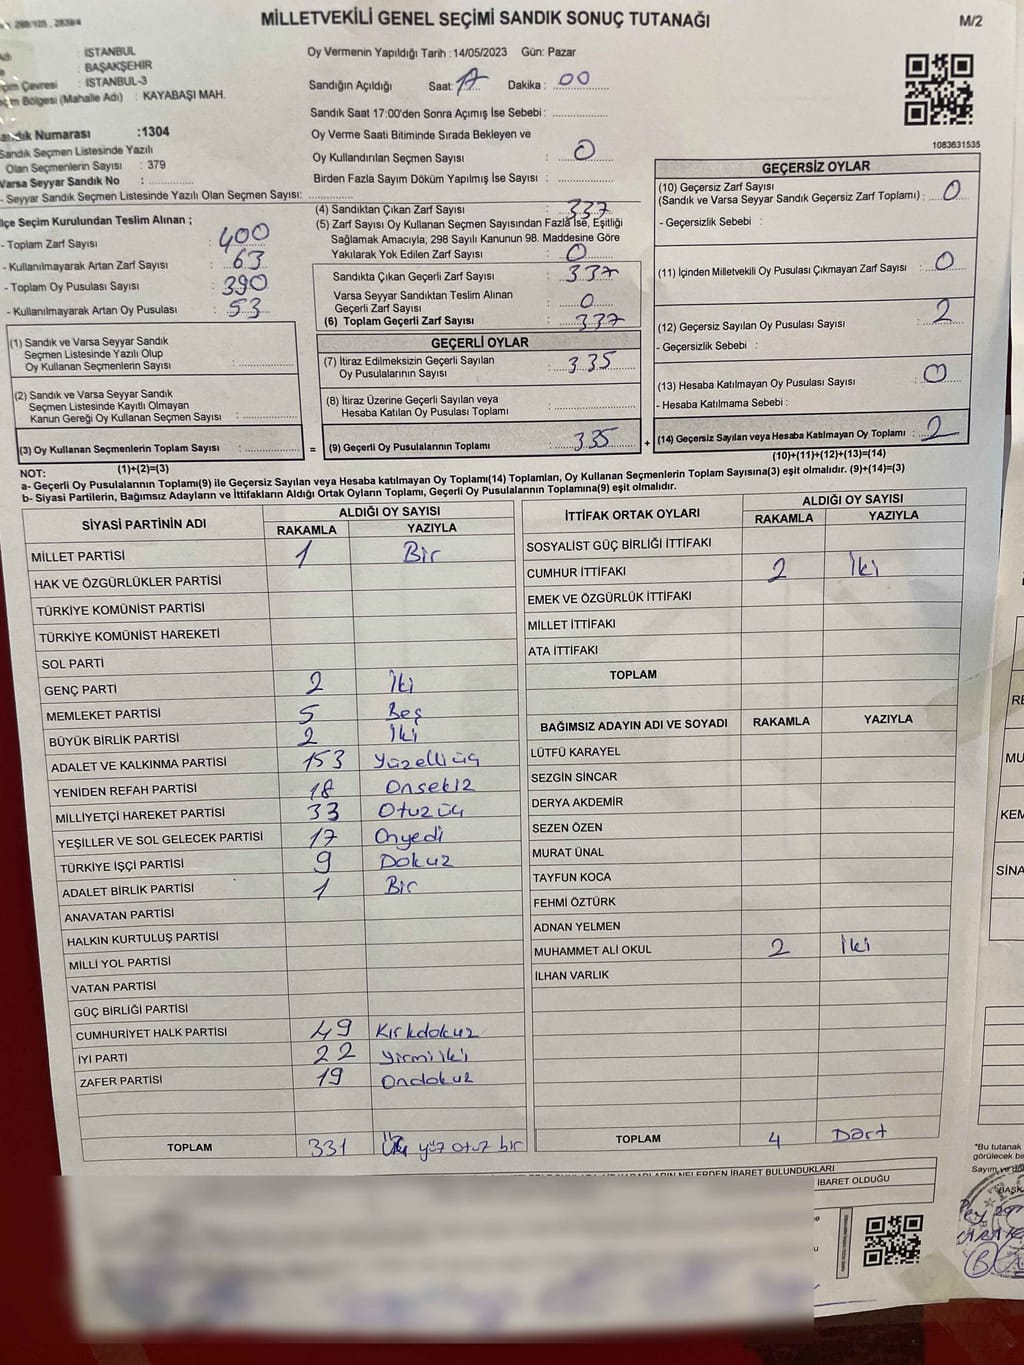 MİLLETVEKİLİ GENEL SEÇİMİ SANDIK SONUÇ TUTANAĞI
M/2
: İSTANBUL
: BAŞAKŞEHİR
Çevresi : İSTANBUL-3
Bölgesi (Mahalle Adı) : KAYABAŞI MAH.
Sandık Numarası :1304
Sandık Seçmen Listesinde Yazılı
Olan Seçmenlerin Sayısı : 379
Varsa Seyyar Sandık No :
- Seyyar Sandık Seçmen Listesinde Yazılı Olan Seçmen Sayısı:
Oy Vermenin Yapıldığı Tarih :14/05/2023 Gün: Pazar
Sandığın Açıldığı Saat: 17 Dakika : 00
Sandık Saat 17:00'den Sonra Açımış İse Sebebi :
Oy Verme Saati Bitiminde Sırada Bekleyen ve
Oy Kullandırılan Seçmen Sayısı : 0
Birden Fazla Sayım Döküm Yapılmış İse Sayısı :
1083631535
İlçe Seçim Kurulundan Teslim Alınan ;
- Toplam Zarf Sayısı : 400
- Kullanılmayarak Artan Zarf Sayısı : 63
- Toplam Oy Pusulası Sayısı : 390
- Kullanılmayarak Artan Oy Pusulası : 53
(4) Sandıktan Çıkan Zarf Sayısı : 337
(5) Zarf Sayısı Oy Kullanan Seçmen Sayısından Fazla İse, Eşitliği
Sağlamak Amacıyla; 298 Sayılı Kanunun 98. Maddesine Göre
Yakılarak Yok Edilen Zarf Sayısı : 0
Sandıkta Çıkan Geçerli Zarf Sayısı : 337
Varsa Seyyar Sandıktan Teslim Alınan
Geçerli Zarf Sayısı : 0
(6) Toplam Geçerli Zarf Sayısı : 337
GEÇERSİZ OYLAR
(10) Geçersiz Zarf Sayısı
(Sandık ve Varsa Seyyar Sandık Geçersiz Zarf Toplamı) : 0
- Geçersizlik Sebebi :
(11) İçinden Milletvekili Oy Pusulası Çıkmayan Zarf Sayısı : 0
(12) Geçersiz Sayılan Oy Pusulası Sayısı : 2
- Geçersizlik Sebebi :
(13) Hesaba Katılmayan Oy Pusulası Sayısı : 0
- Hesaba Katılmama Sebebi :
(14) Geçersiz Sayılan veya Hesaba Katılmayan Oy Toplamı : 2
(10)+(11)+(12)+(13)=(14)
(1) Sandık ve Varsa Seyyar Sandık
Seçmen Listesinde Yazılı Olup
Oy Kullanan Seçmenlerin Sayısı :
(2) Sandık ve Varsa Seyyar Sandık
Seçmen Listesinde Kayıtlı Olmayan
Kanun Gereği Oy Kullanan Seçmen Sayısı :
(3) Oy Kullanan Seçmenlerin Toplam Sayısı :
(1)+(2)=(3)
=
GEÇERLİ OYLAR
(7) İtiraz Edilmeksizin Geçerli Sayılan
Oy Pusulalarının Sayısı : 335
(8) İtiraz Üzerine Geçerli Sayılan veya
Hesaba Katılan Oy Pusulası Toplamı :
(9) Geçerli Oy Pusulalarının Toplamı : 335
+
NOT:
a- Geçerli Oy Pusulalarının Toplamı(9) ile Geçersiz Sayılan veya Hesaba katılmayan Oy Toplamı(14) Toplamları, Oy Kullanan Seçmenlerin Toplam Sayısına(3) eşit olmalıdır. (9)+(14)=(3)
b- Siyasi Partilerin, Bağımsız Adayların ve İttifakların Aldığı Ortak Oyların Toplamı, Geçerli Oy Pusulalarının Toplamına(9) eşit olmalıdır.
SİYASİ PARTİNİN ADI ALDIĞI OY SAYISI
RAKAMLA YAZIYLA
MİLLET PARTİSİ 1 Bir
HAK VE ÖZGÜRLÜKLER PARTİSİ
TÜRKİYE KOMÜNİST PARTİSİ
TÜRKİYE KOMÜNİST HAREKETİ
SOL PARTİ
GENÇ PARTİ 2 İki
MEMLEKET PARTİSİ 5 Beş
BÜYÜK BİRLİK PARTİSİ 2 İki
ADALET VE KALKINMA PARTİSİ 153 Yüzelliüç
YENİDEN REFAH PARTİSİ 18 Onsekiz
MİLLİYETÇİ HAREKET PARTİSİ 33 Otuzüç
YEŞİLLER VE SOL GELECEK PARTİSİ 17 Onyedi
TÜRKİYE İŞÇİ PARTİSİ 9 Dokuz
ADALET BİRLİK PARTİSİ 1 Bir
ANAVATAN PARTİSİ
HALKIN KURTULUŞ PARTİSİ
MİLLİ YOL PARTİSİ
VATAN PARTİSİ
GÜÇ BİRLİĞİ PARTİSİ
CUMHURİYET HALK PARTİSİ 49 Kırkdokuz
İYİ PARTİ 22 Yirmi iki
ZAFER PARTİSİ 19 Ondokuz
TOPLAM 331 Üç yüz otuz bir
İTTİFAK ORTAK OYLARI ALDIĞI OY SAYISI
RAKAMLA YAZIYLA
SOSYALİST GÜÇ BİRLİĞİ İTTİFAKI
CUMHUR İTTİFAKI 2 İki
EMEK VE ÖZGÜRLÜK İTTİFAKI
MİLLET İTTİFAKI
ATA İTTİFAKI
TOPLAM
BAĞIMSIZ ADAYIN ADI VE SOYADI RAKAMLA YAZIYLA
LÜTFÜ KARAYEL
SEZGİN SİNCAR
DERYA AKDEMİR
SEZEN ÖZEN
MURAT ÜNAL
TAYFUN KOCA
FEHMİ ÖZTÜRK
ADNAN YELMEN
MUHAMMET ALİ OKUL 2 İki
İLHAN VARLIK
TOPLAM 4 Dört
NELERDEN İBARET BULUNDUKLARI
İBARET OLDUĞU
RE
MU
KEM
SİNA
"Bu tutanak
görülecek bir